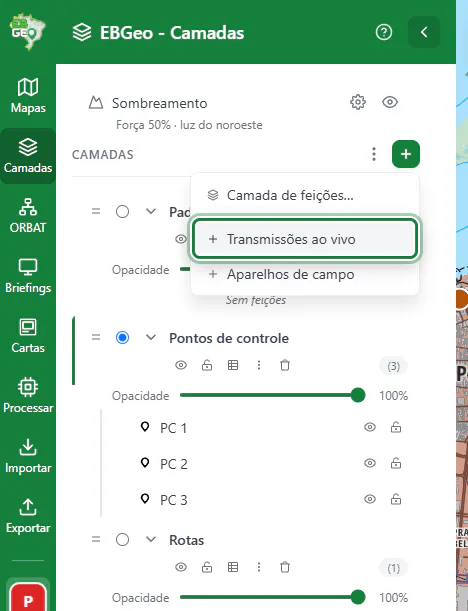 EBGeo
EBGeo - Camadas
Mapas
Camadas
ORBAT
Briefings
Cartas
Processar
Importar
Exportar
P
Sombreamento
Força 50% · luz do noroeste
CAMADAS
Camada de feições...
Transmissões ao vivo
Aparelhos de campo
Opacidade
Sem feições
Pontos de controle
(3)
Opacidade 100%
PC 1
PC 2
PC 3
Rotas
(1)
Opacidade 100%